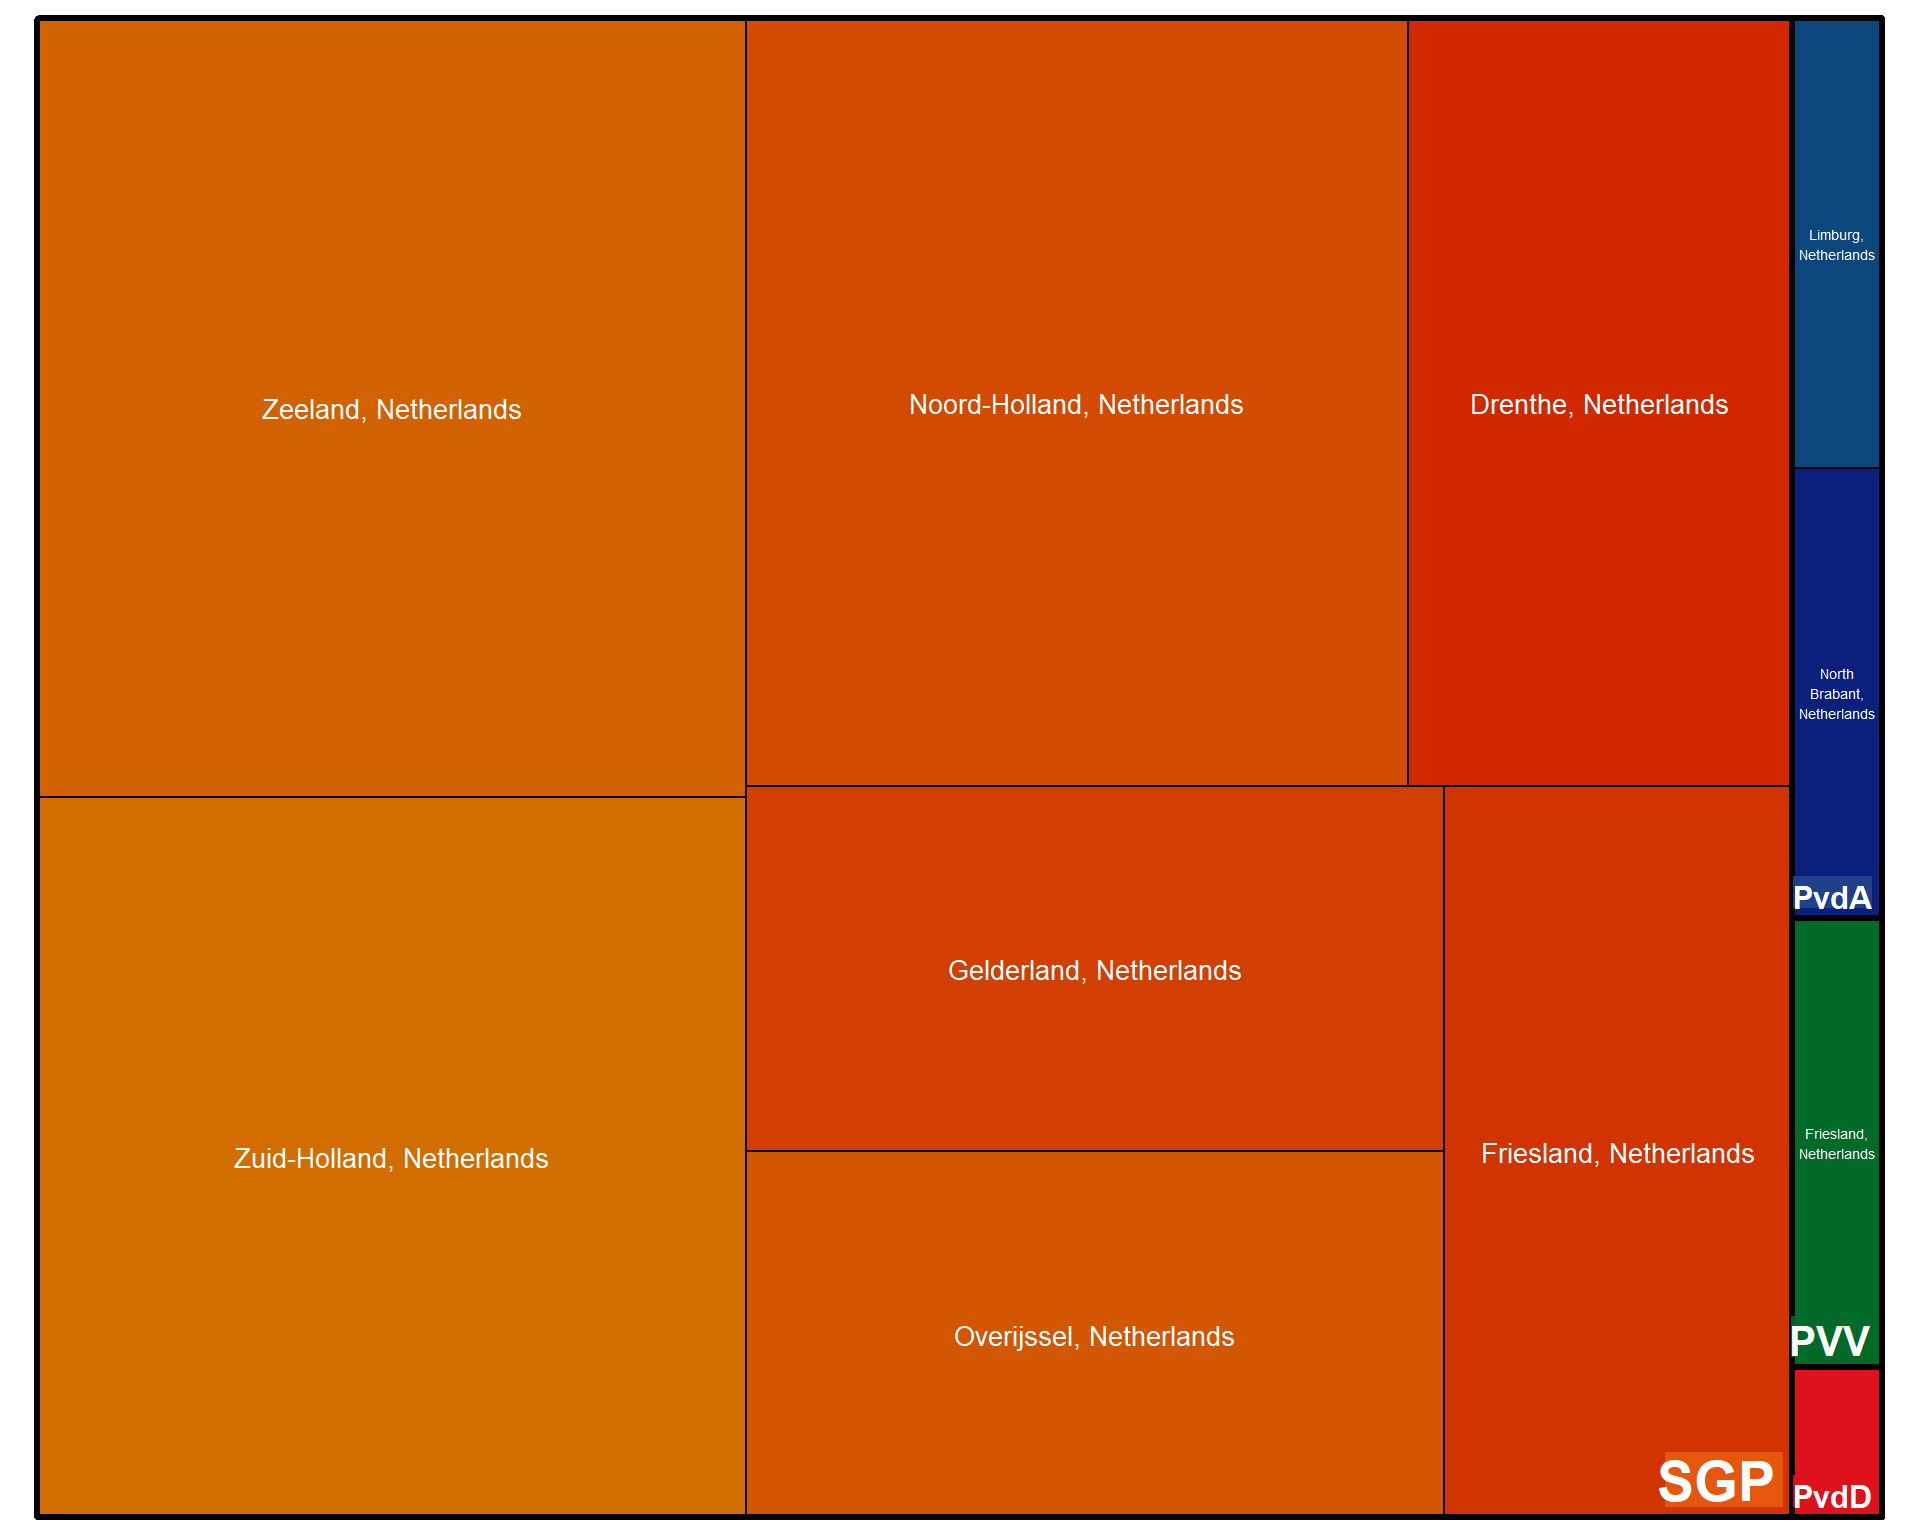 Zeeland, Netherlands
Noord-Holland, Netherlands
Drenthe, Netherlands
Zuid-Holland, Netherlands
Gelderland, Netherlands
Overijssel, Netherlands
Friesland, Netherlands
SGP
Limburg,
Netherlands
North
Brabant,
Netherlands
PvdA
Friesland,
Netherlands
PVV
PvdD